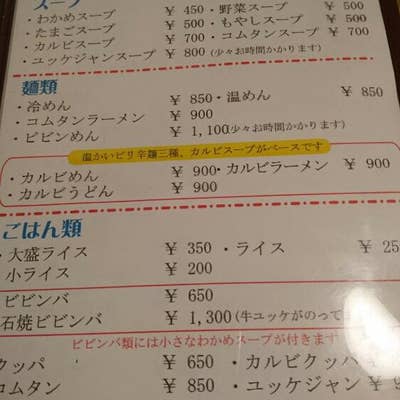 スープ
・わかめスープ ￥ 450 ・野菜スープ ￥ 500
・たまごスープ ￥ 500 ・もやしスープ ￥ 500
・カルビスープ ￥ 700 ・コムタンスープ ￥ 700
・ユッケジャンスープ ￥ 800 (少々お時間かかります)
麺類
・冷めん ￥ 850 ・温めん ￥ 850
・コムタンラーメン ￥ 900
・ビビンめん ￥ 1,100 (少々お時間かかります)
温かいピリ辛麺三種、カルビスープがベースです
・カルビめん ￥ 900 ・カルビラーメン ￥ 900
・カルビうどん ￥ 900
ごはん類
・大盛ライス ￥ 350 ・ライス ￥ 25
・小ライス ￥ 200
ビビンバ ￥ 650
石焼ビビンバ ￥ 1,300 (牛ユッケがのってま
ビビンバ類には小さなわかめスープが付きます
クッパ ￥ 650 ・カルビクッパ ￥
コムタン ￥ 850 ・ユッケジャン ￥ 9